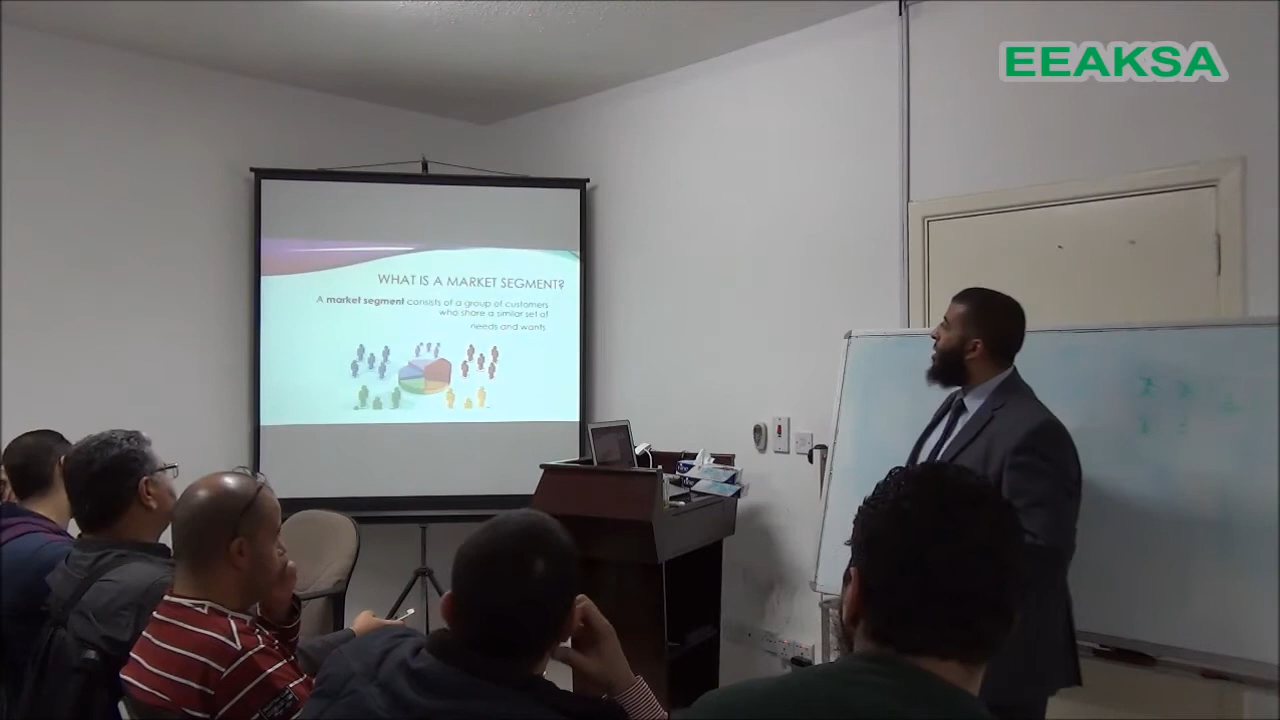 EEAKSA
WHAT IS A MARKET SEGMENT?
A market segment consists of a group of customers
who share a similar set of
needs and wants